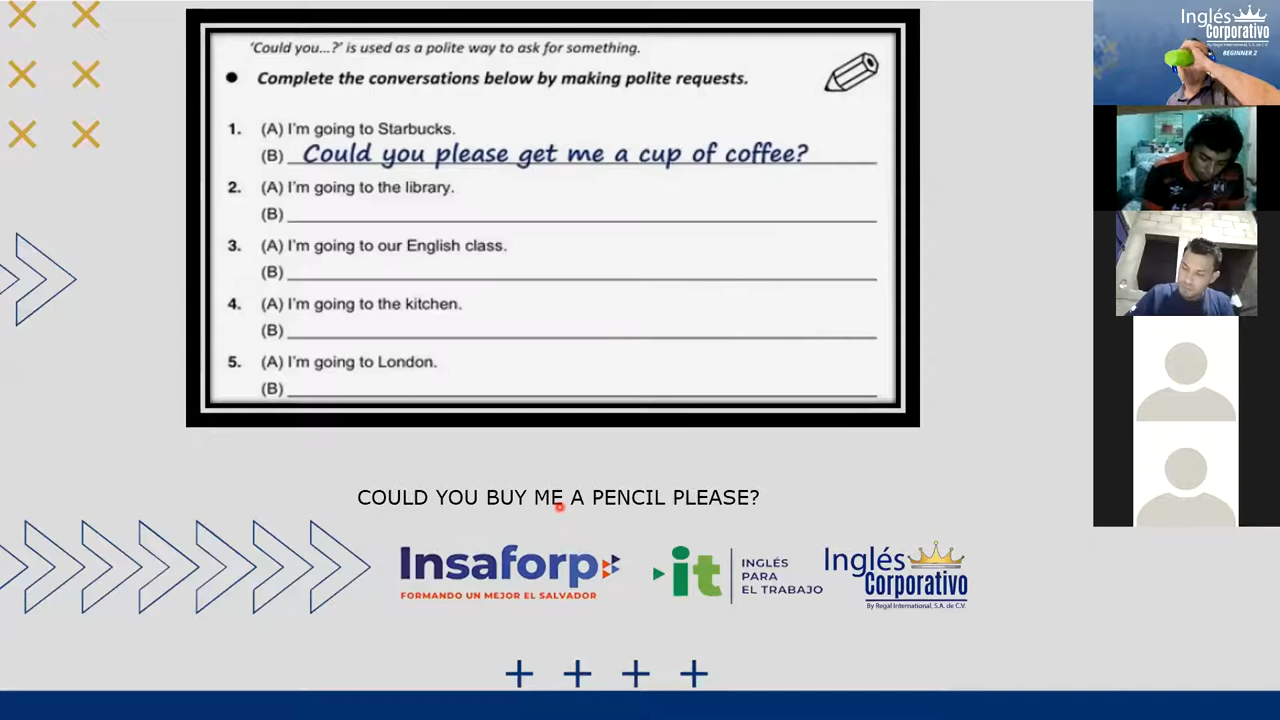 'Could you...?' is used as a polite way to ask for something.
● Complete the conversations below by making polite requests.
1. (A) I'm going to Starbucks.
(B) Could you please get me a cup of coffee?
2. (A) I'm going to the library.
(B)
3. (A) I'm going to our English class.
(B)
4. (A) I'm going to the kitchen.
(B)
5. (A) I'm going to London.
(B)
COULD YOU BUY ME A PENCIL PLEASE?
Insaforp
FORMANDO UN MEJOR EL SALVADOR
it
INGLÉS
PARA
EL TRABAJO
Inglés
Corporativo
By Regal International, S.A. de C.V.
Inglés
Corporativo
By Regal International, S.A. de C.V.
BEGINNER 2